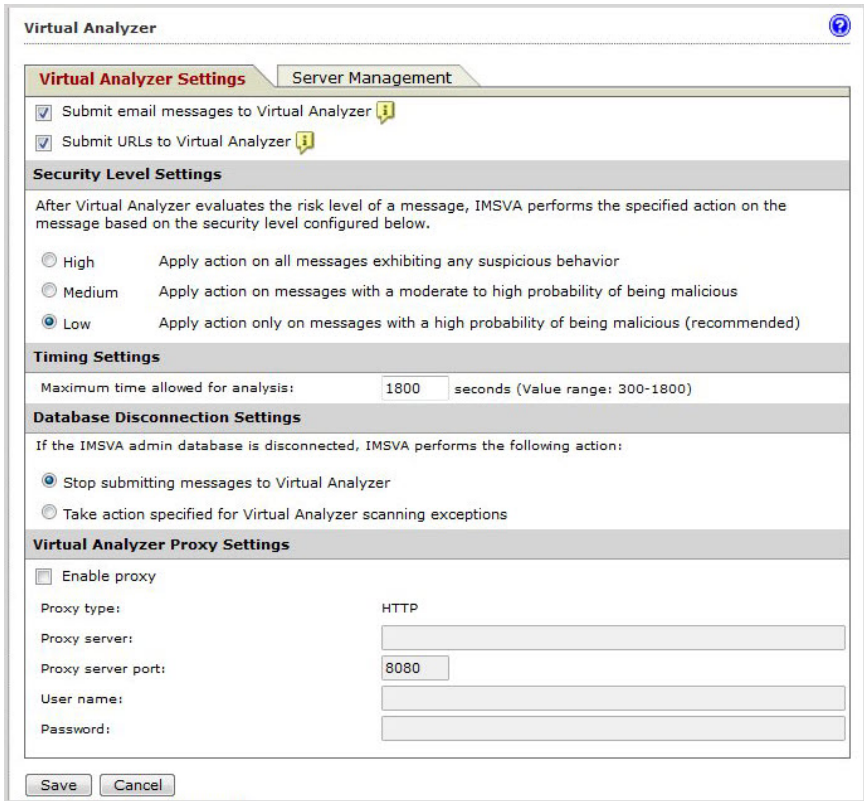 Virtual Analyzer
Virtual Analyzer Settings Server Management
Submit email messages to Virtual Analyzer
Submit URLs to Virtual Analyzer
Security Level Settings
After Virtual Analyzer evaluates the risk level of a message, IMSVA performs the specified action on the
message based on the security level configured below.
High Apply action on all messages exhibiting any suspicious behavior
Medium Apply action on messages with a moderate to high probability of being malicious
Low Apply action only on messages with a high probability of being malicious (recommended)
Timing Settings
Maximum time allowed for analysis: 1800 seconds (Value range: 300-1800)
Database Disconnection Settings
If the IMSVA admin database is disconnected, IMSVA performs the following action:
Stop submitting messages to Virtual Analyzer
Take action specified for Virtual Analyzer scanning exceptions
Virtual Analyzer Proxy Settings
Enable proxy
Proxy type: HTTP
Proxy server:
Proxy server port: 8080
User name:
Password:
Save Cancel